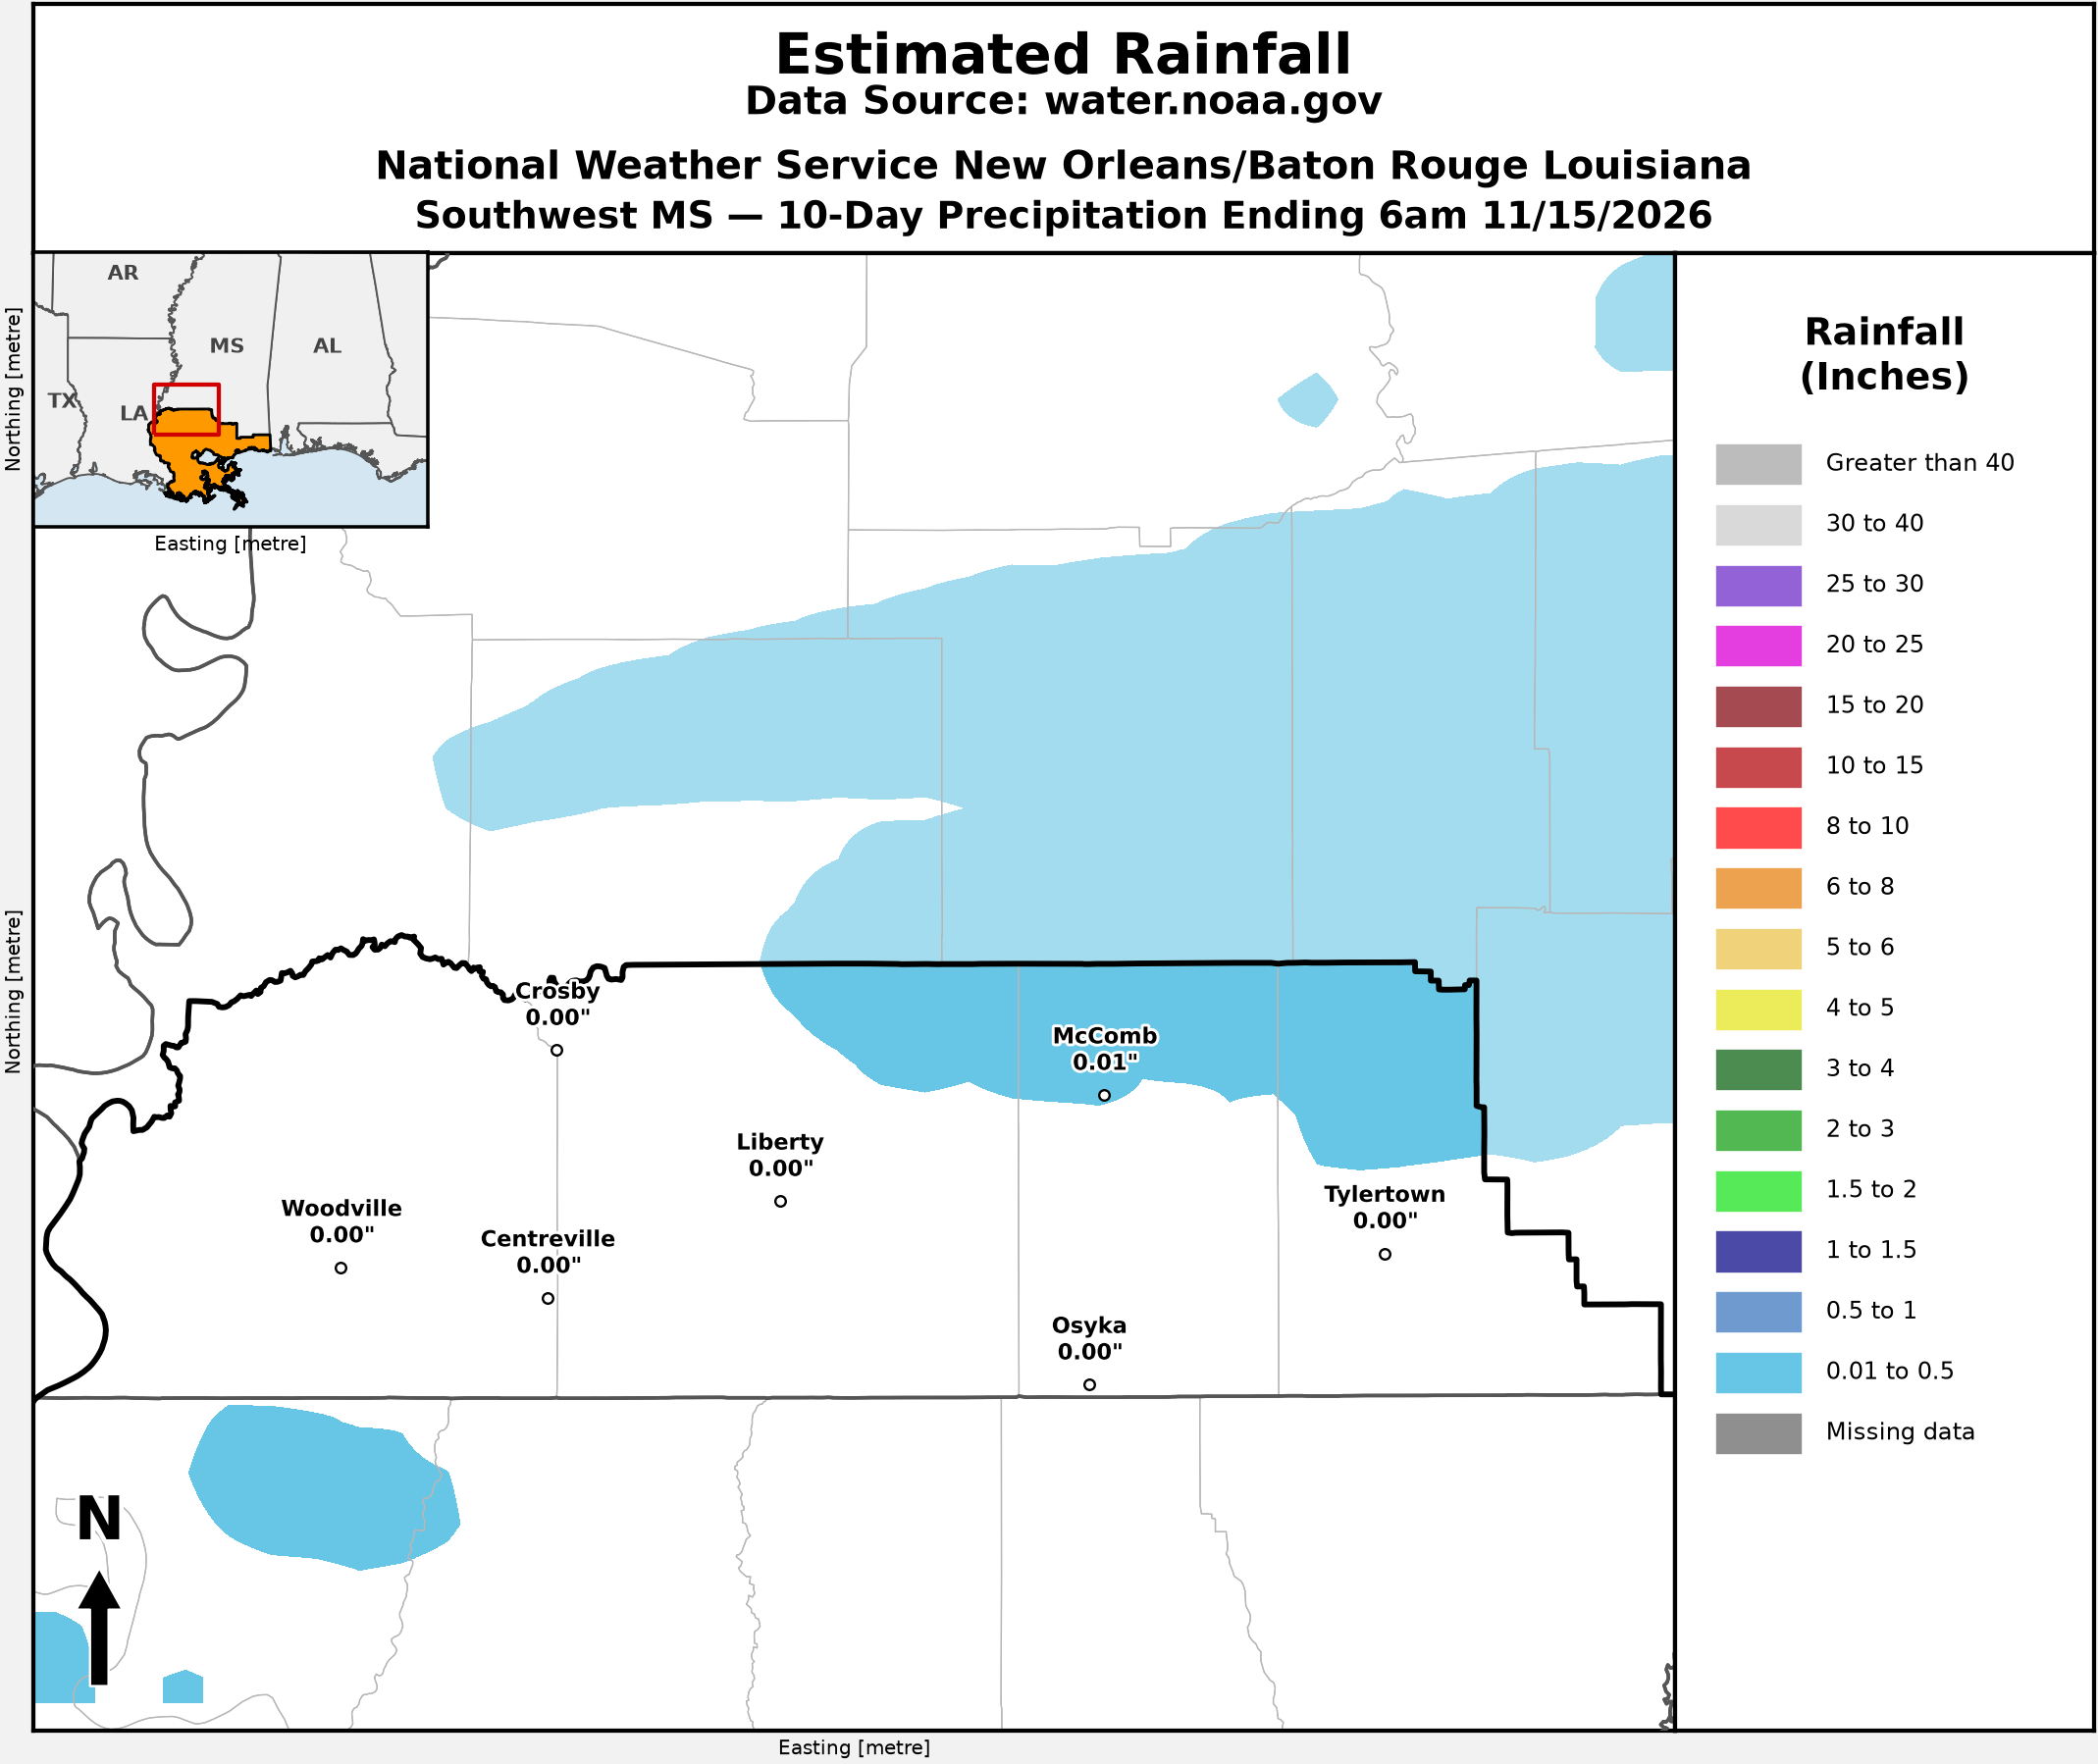 Estimated Rainfall
Data Source: water.noaa.gov
National Weather Service New Orleans/Baton Rouge Louisiana
Southwest MS — 10-Day Precipitation Ending 6am 11/15/2026
AR
MS
AL
TX
LA
Northing [metre]
Easting [metre]
Rainfall
(Inches)
Greater than 40
30 to 40
25 to 30
20 to 25
15 to 20
10 to 15
8 to 10
6 to 8
5 to 6
4 to 5
3 to 4
2 to 3
1.5 to 2
1 to 1.5
0.5 to 1
0.01 to 0.5
Missing data
Northing [metre]
Crosby
0.00"
McComb
0.01"
Liberty
0.00"
Woodville
0.00"
Centreville
0.00"
Tylertown
0.00"
Osyka
0.00"
N
Easting [metre]